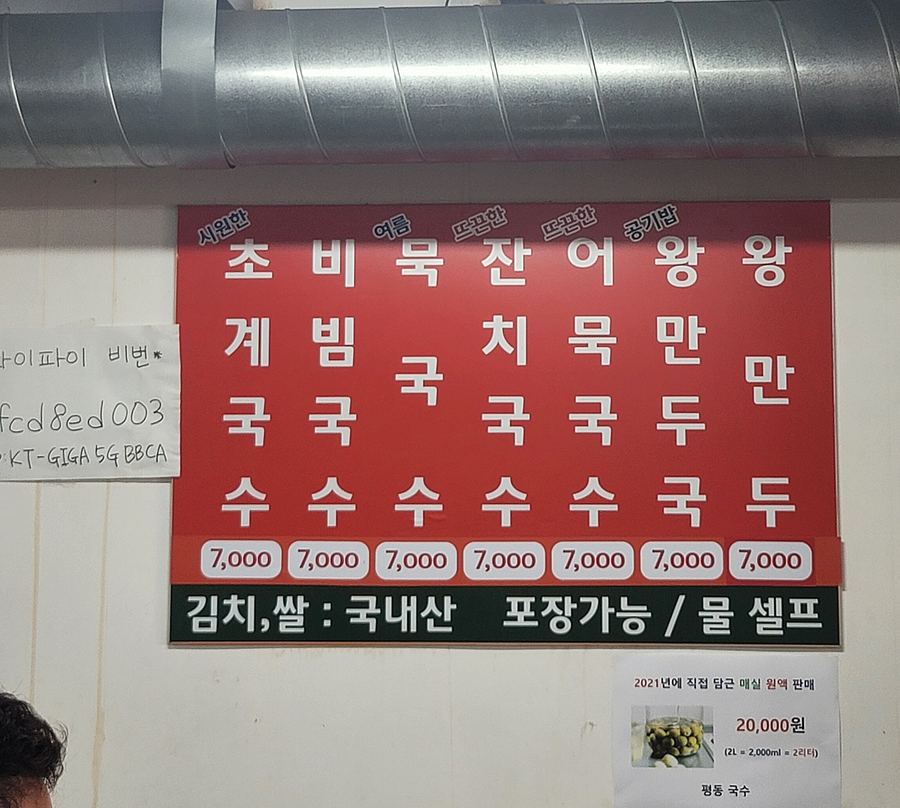 시원한
초계국수
비빔국수
여름
묵국수
뜨끈한
잔치국수
뜨끈한
어묵국수
공기밥
왕만두국
왕만두
7,000 7,000 7,000 7,000 7,000 7,000 7,000
김치,쌀 : 국내산 포장가능 / 물 셀프
와이파이 비번
fcd8ed003
KT-GIGA 5G BBCA
2021년에 직접 담근 매실 원액 판매
20,000원
(2L = 2,000ml = 2리터)
평동 국수